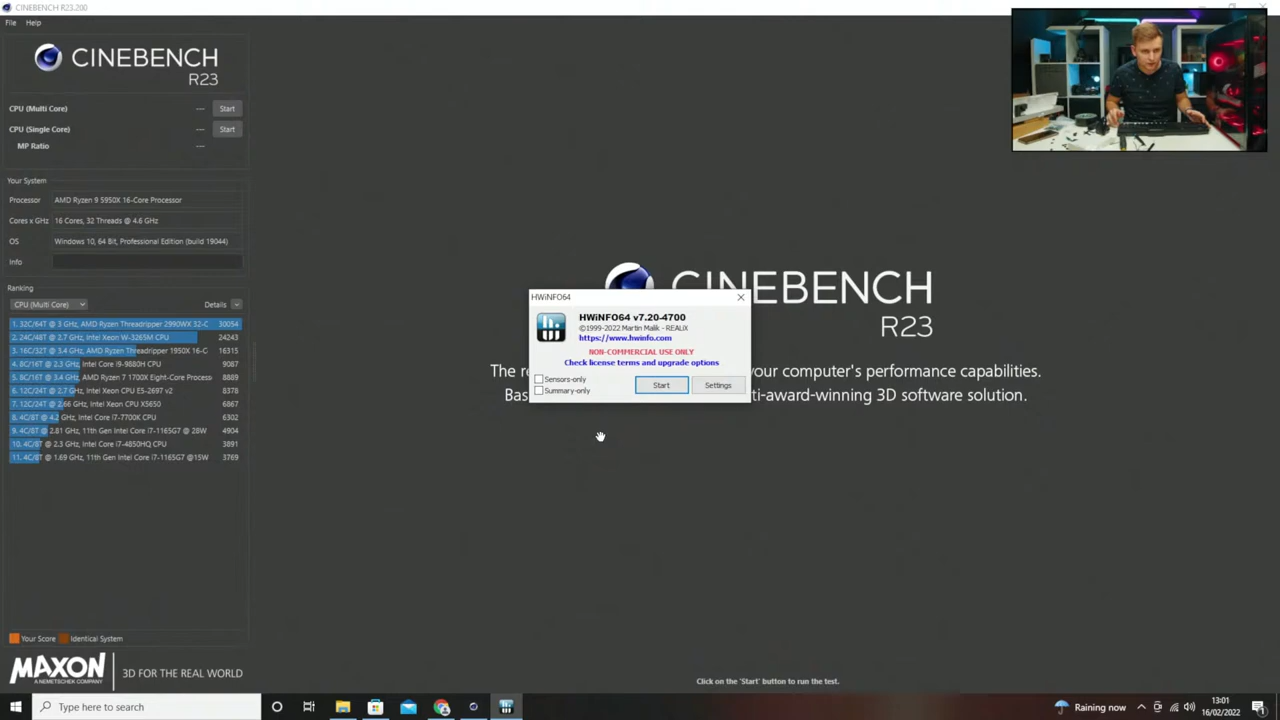 CINEBENCH R23.200
File Help
CINEBENCH
R23
CPU (Multi Core) --- Start
CPU (Single Core) --- Start
MP Ratio ---
Your System
Processor AMD Ryzen 9 5950X 16-Core Processor
Cores x GHz 16 Cores, 32 Threads @ 4.6 GHz
OS Windows 10, 64 Bit, Professional Edition (build 19044)
Info
Ranking
CPU (Multi Core) Details
1. 32C/64T @ 3 GHz, AMD Ryzen Threadripper 2990WX 32-C 30054
2. 24C/48T @ 2.7 GHz, Intel Xeon W-3265M CPU 24243
3. 16C/32T @ 3.4 GHz, AMD Ryzen Threadripper 1950X 16-C 16315
4. 8C/16T @ 2.3 GHz, Intel Core i9-9880H CPU 9087
5. 8C/16T @ 3.4 GHz, AMD Ryzen 7 1700X Eight-Core Process 8889
6. 12C/24T @ 2.7 GHz, Intel Xeon CPU E5-2697 v2 8378
7. 12C/24T @ 2.66 GHz, Intel Xeon CPU X5650 6867
8. 4C/8T @ 4.2 GHz, Intel Core i7-7700K CPU 6302
9. 4C/8T @ 2.81 GHz, 11th Gen Intel Core i7-1165G7 @ 28W 4904
10. 4C/8T @ 2.3 GHz, Intel Core i7-4850HQ CPU 3891
11. 4C/8T @ 1.69 GHz, 11th Gen Intel Core i7-1165G7 @15W 3769
Your Score Identical System
MAXON
A NEMETSCHEK COMPANY
3D FOR THE REAL WORLD
CINEBENCH
R23
The re
your computer's performance capabilities.
Bas
ti-award-winning 3D software solution.
HWiNFO64
HWiNFO64 v7.20-4700
©1999-2022 Martin Malik - REALiX
https://www.hwinfo.com
NON-COMMERCIAL USE ONLY
Check license terms and upgrade options
Sensors-only
Summary-only
Start Settings
Click on the 'Start' button to run the test.
Type here to search
Raining now
13:01
16/02/2022
1